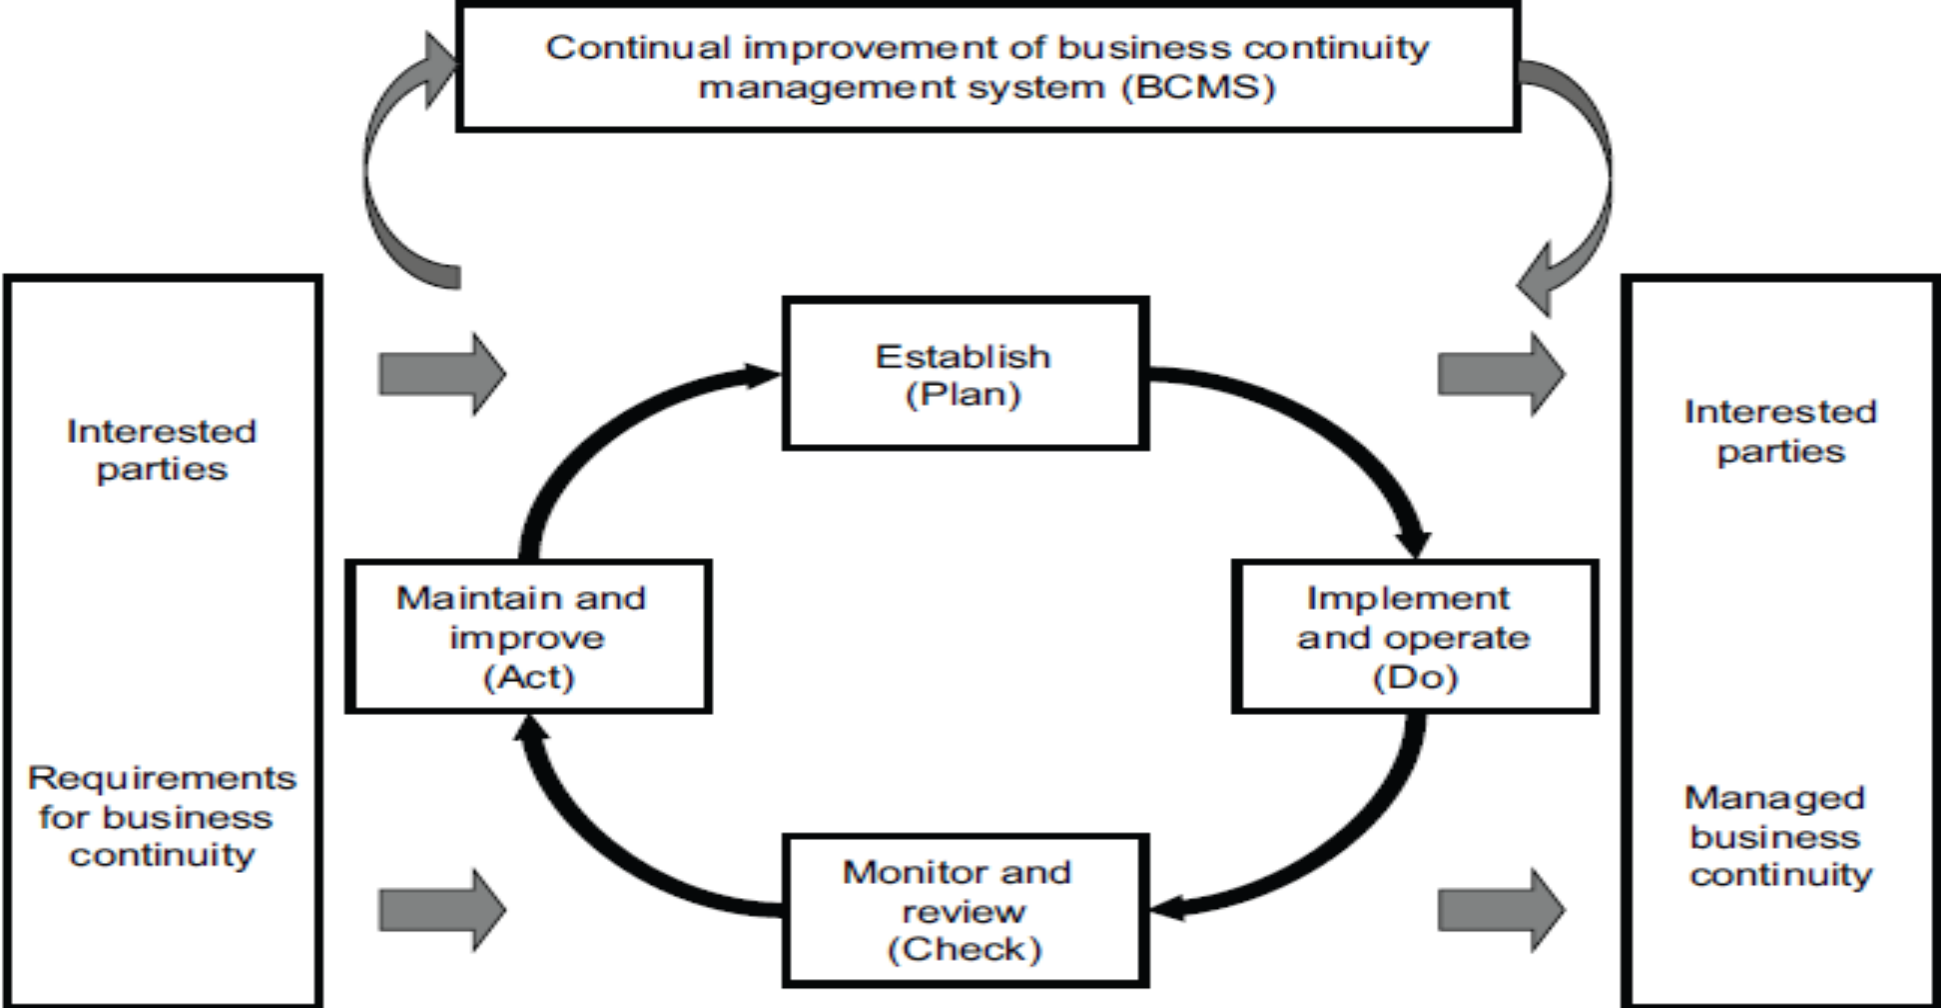 Continual improvement of business continuity
management system (BCMS)
Establish
(Plan)
Interested
parties
Interested
parties
Maintain and
improve
(Act)
Implement
and operate
(Do)
Requirements
for business
continuity
Managed
business
continuity
Monitor and
review
(Check)